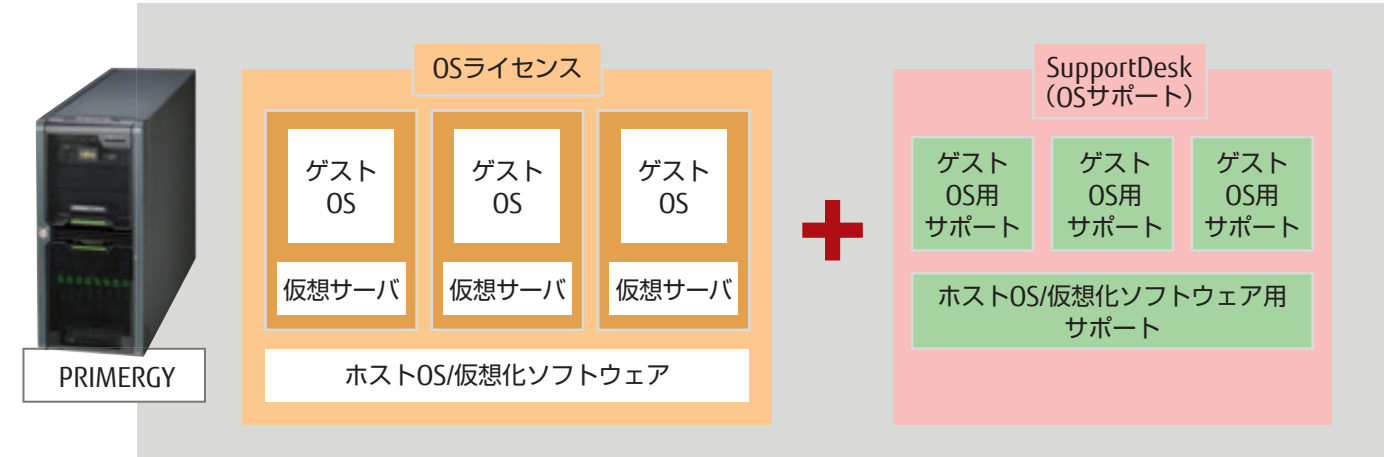 OSライセンス
ゲスト
OS
ゲスト
OS
ゲスト
OS
仮想サーバ
仮想サーバ
仮想サーバ
ホストOS/仮想化ソフトウェア
PRIMERGY
SupportDesk
（OSサポート）
ゲスト
OS用
サポート
ゲスト
OS用
サポート
ゲスト
OS用
サポート
ホストOS/仮想化ソフトウェア用
サポート